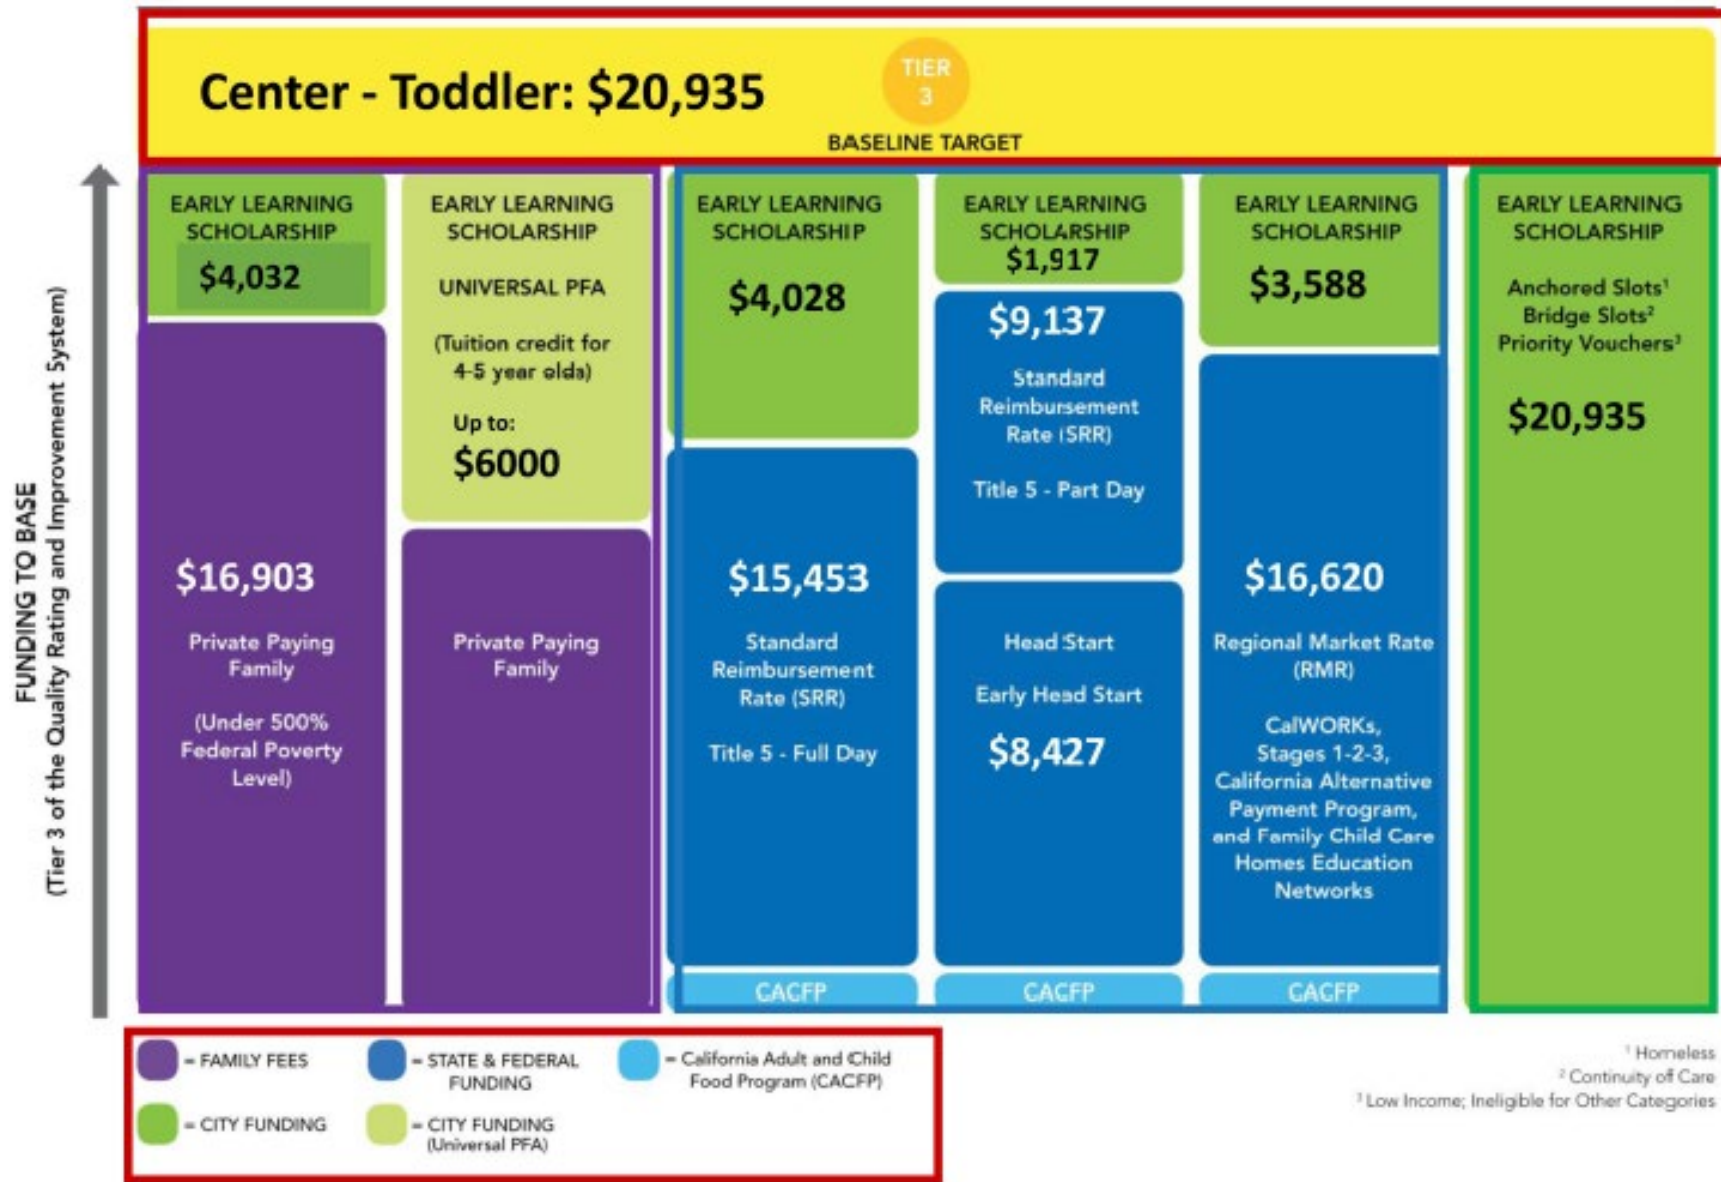 Center - Toddler: $20,935
TIER
3
BASELINE TARGET
FUNDING TO BASE
(Tier 3 of the Quality Rating and Improvement System)
EARLY LEARNING
SCHOLARSHIP
$4,032
$16,903
Private Paying
Family
(Under 500%
Federal Poverty
Level)
EARLY LEARNING
SCHOLARSHIP
UNIVERSAL PFA
(Tuition credit for
4-5 year olds)
Up to:
$6000
Private Paying
Family
EARLY LEARNING
SCHOLARSHIP
$4,028
$15,453
Standard
Reimbursement
Rate (SRR)
Title 5 - Full Day
CACFP
EARLY LEARNING
SCHOLARSHIP
$1,917
$9,137
Standard
Reimbursement
Rate (SRR)
Title 5 - Part Day
Head Start
Early Head Start
$8,427
CACFP
EARLY LEARNING
SCHOLARSHIP
$3,588
$16,620
Regional Market Rate
(RMR)
CalWORKs,
Stages 1-2-3,
California Alternative
Payment Program,
and Family Child Care
Homes Education
Networks
CACFP
EARLY LEARNING
SCHOLARSHIP
Anchored Slots¹
Bridge Slots²
Priority Vouchers³
$20,935
= FAMILY FEES
= STATE & FEDERAL
FUNDING
= California Adult and Child
Food Program (CACFP)
= CITY FUNDING
= CITY FUNDING
(Universal PFA)
¹ Homeless
² Continuity of Care
³ Low Income; Ineligible for Other Categories